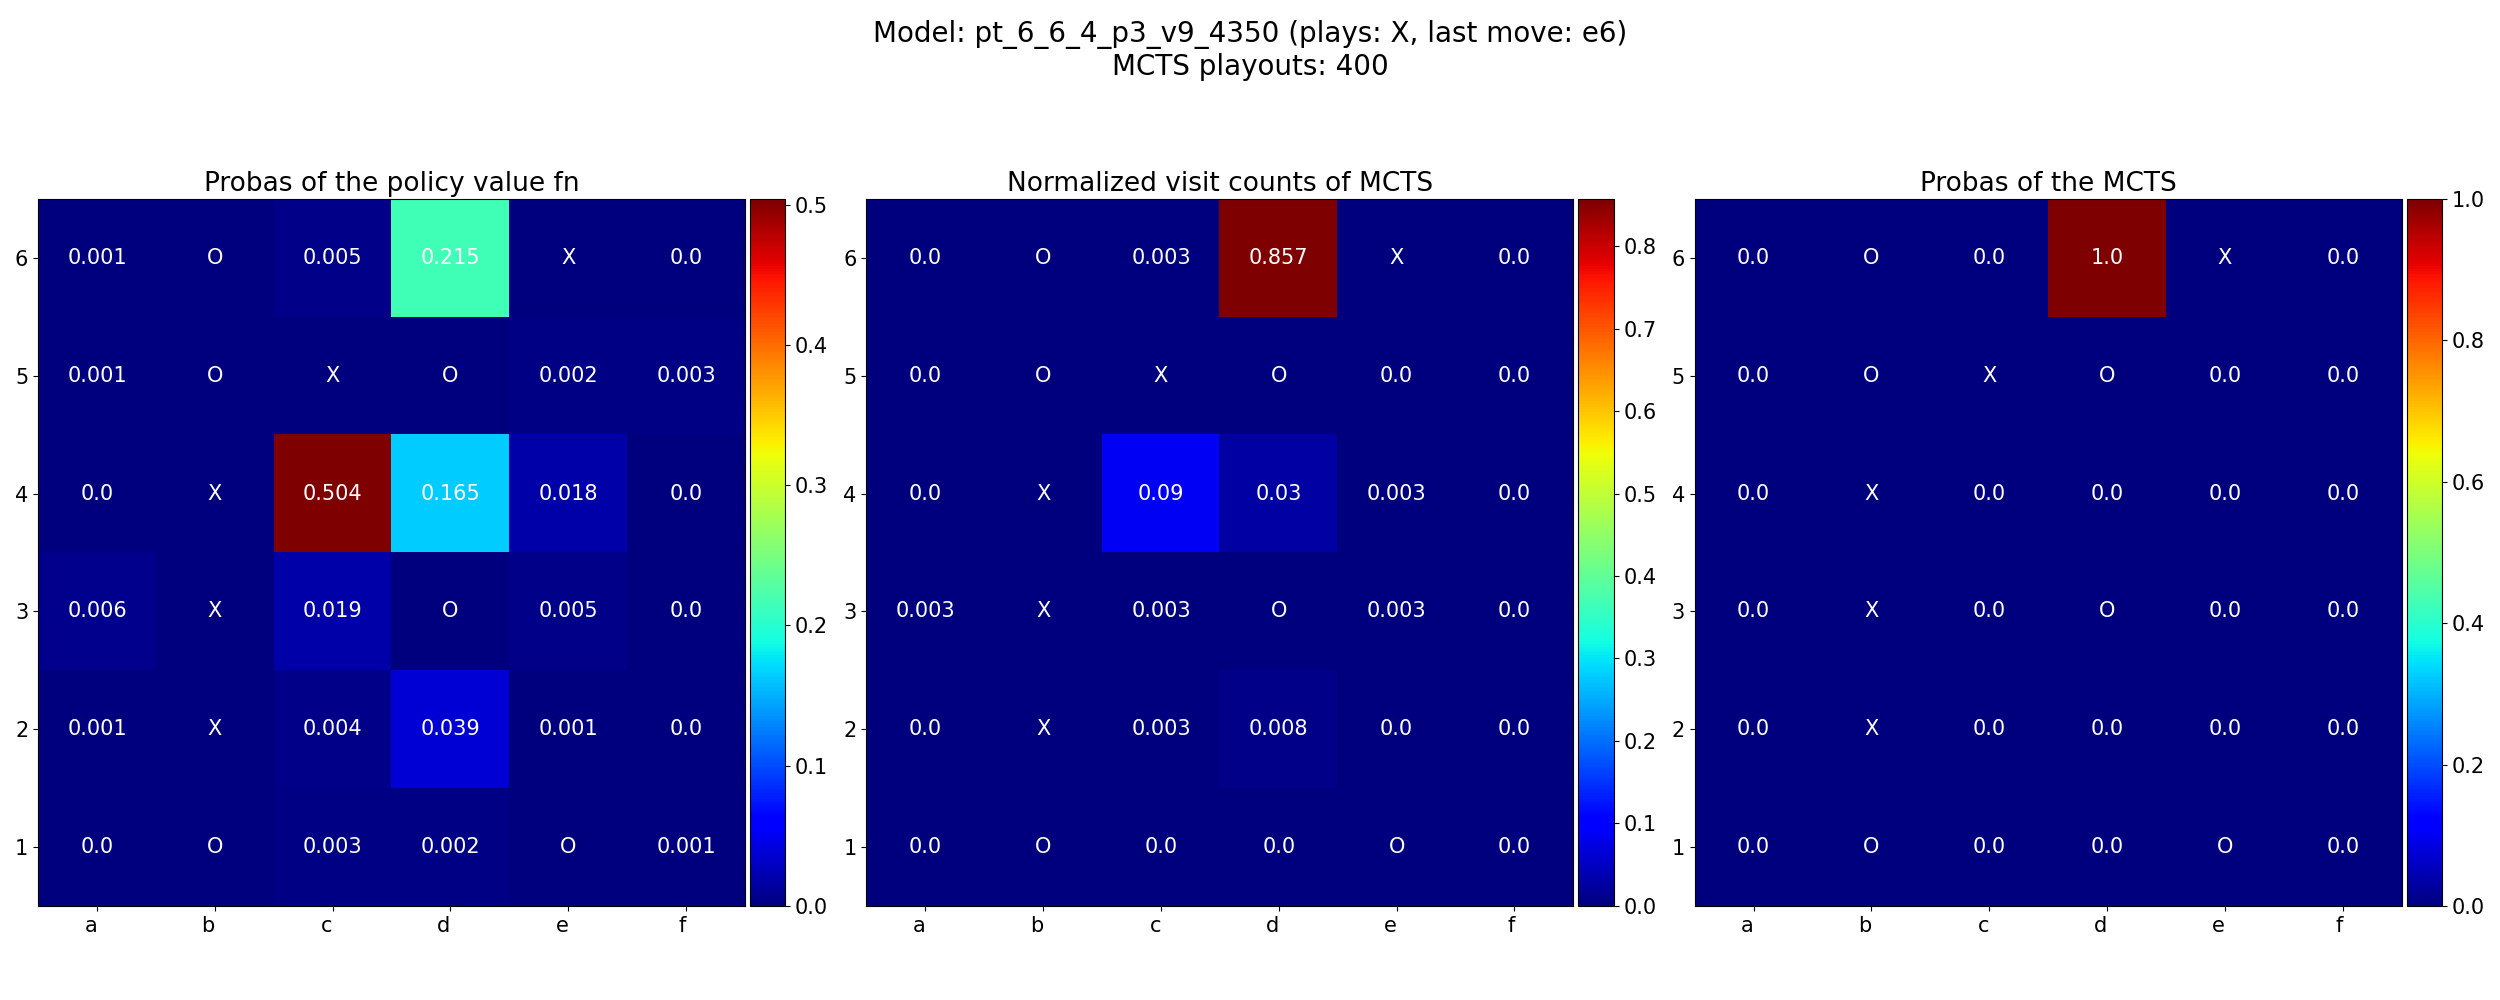 Model: pt_6_6_4_p3_v9_4350 (plays: X, last move: e6)
MCTS playouts: 400
Probas of the policy value fn
6 0.001 O 0.005 0.215 X 0.0
5 0.001 O X O 0.002 0.003
4 0.0 X 0.504 0.165 0.018 0.0
3 0.006 X 0.019 O 0.005 0.0
2 0.001 X 0.004 0.039 0.001 0.0
1 0.0 O 0.003 0.002 O 0.001
a b c d e f
0.5
0.4
0.3
0.2
0.1
0.0
Normalized visit counts of MCTS
6 0.0 O 0.003 0.857 X 0.0
5 0.0 O X O 0.0 0.0
4 0.0 X 0.09 0.03 0.003 0.0
3 0.003 X 0.003 O 0.003 0.0
2 0.0 X 0.003 0.008 0.0 0.0
1 0.0 O 0.0 0.0 O 0.0
a b c d e f
0.8
0.7
0.6
0.5
0.4
0.3
0.2
0.1
0.0
Probas of the MCTS
6 0.0 O 0.0 1.0 X 0.0
5 0.0 O X O 0.0 0.0
4 0.0 X 0.0 0.0 0.0 0.0
3 0.0 X 0.0 O 0.0 0.0
2 0.0 X 0.0 0.0 0.0 0.0
1 0.0 O 0.0 0.0 O 0.0
a b c d e f
1.0
0.8
0.6
0.4
0.2
0.0